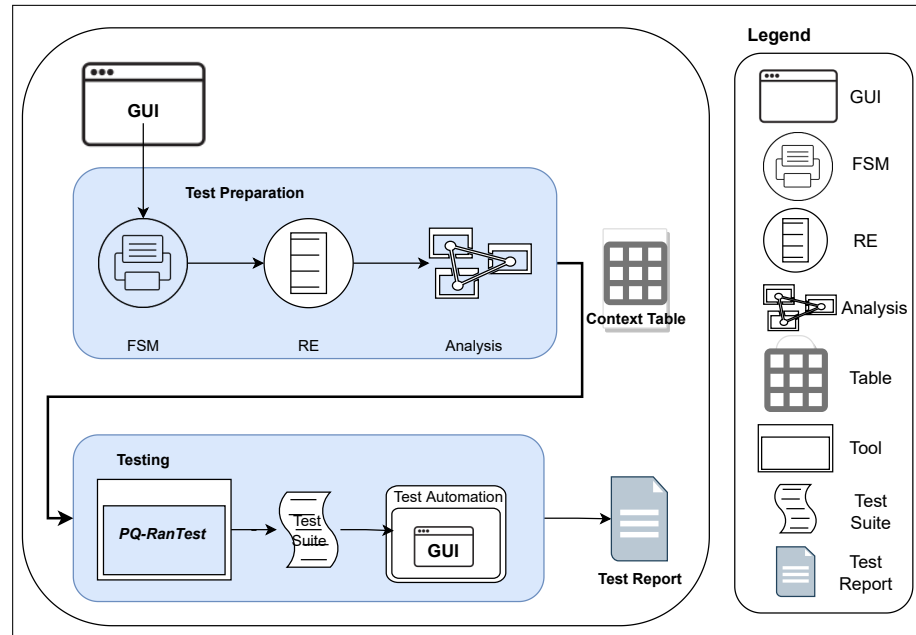 GUI
Test Preparation
FSM
RE
Analysis
Context Table
Testing
PQ-RanTest
Test
Suite
Test Automation
GUI
Test Report
Legend
GUI
FSM
RE
Analysis
Table
Tool
Test
Suite
Test
Report